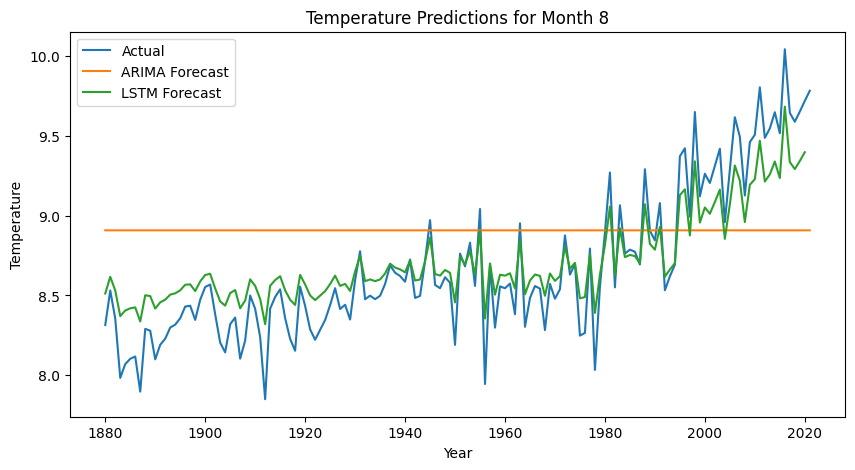 Temperature Predictions for Month 8
Actual
ARIMA Forecast
LSTM Forecast
10.0
9.5
9.0
8.5
8.0
Temperature
1880
1900
1920
1940
1960
1980
2000
2020
Year